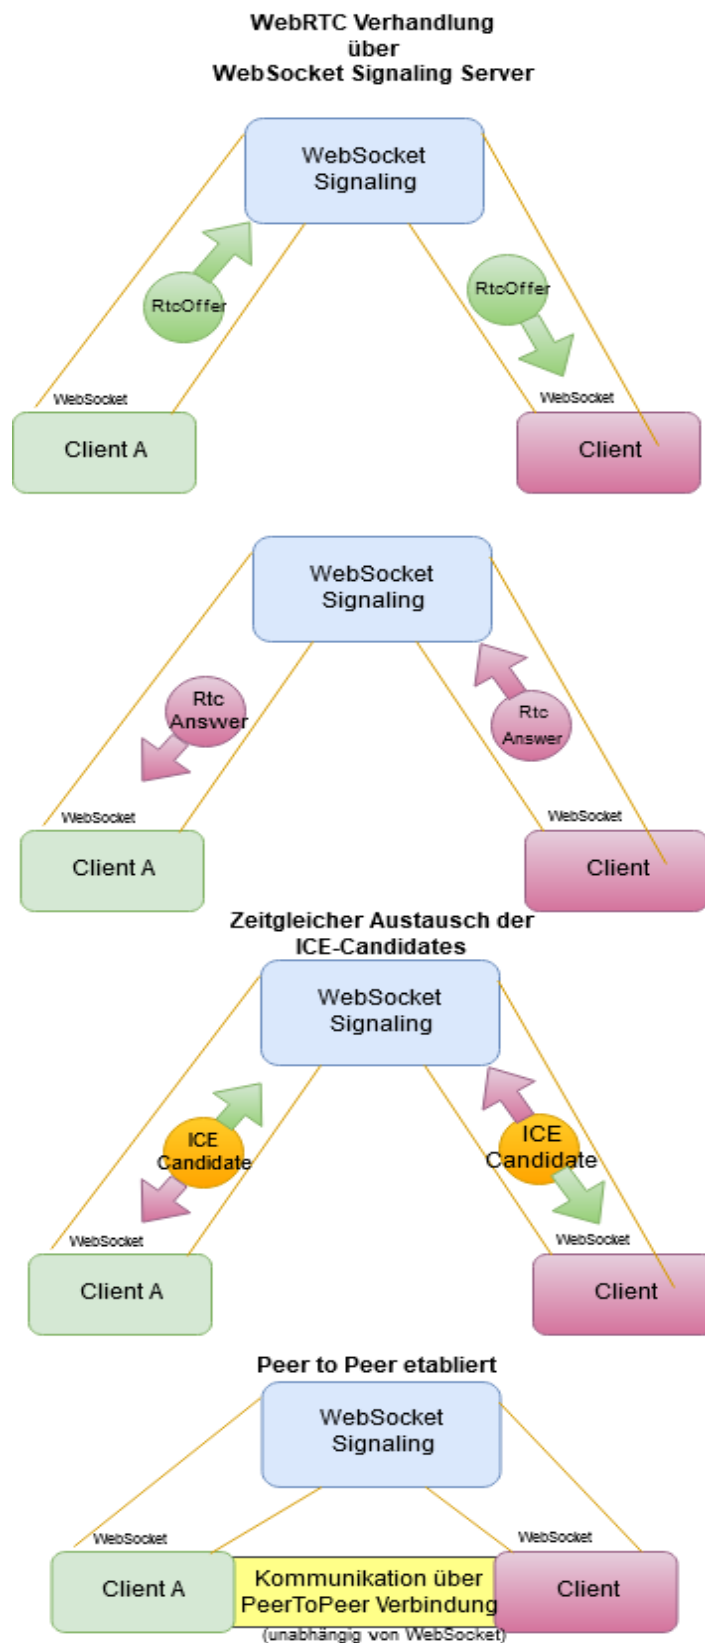 WebRTC Verhandlung
über
WebSocket Signaling Server
WebSocket
Signaling
RtcOffer
RtcOffer
WebSocket
WebSocket
Client A
Client
WebSocket
Signaling
Rtc
Answer
Rtc
Answer
WebSocket
WebSocket
Client A
Client
Zeitgleicher Austausch der
ICE-Candidates
WebSocket
Signaling
ICE
Candidate
ICE
Candidate
WebSocket
WebSocket
Client A
Client
Peer to Peer etabliert
WebSocket
Signaling
WebSocket
WebSocket
Client A
Kommunikation über
PeerToPeer Verbindung
Client
(unabhängig von WebSocket)